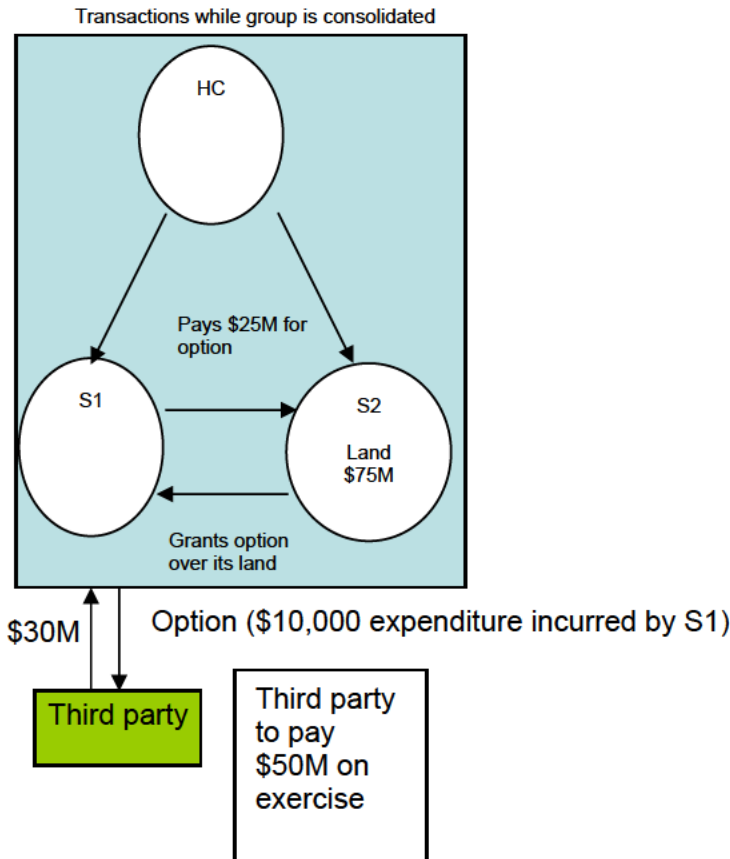 Transactions while group is consolidated
HC
Pays $25M for
option
S1
S2
Land
$75M
Grants option
over its land
$30M
Option ($10,000 expenditure incurred by S1)
Third party
Third party
to pay
$50M on
exercise